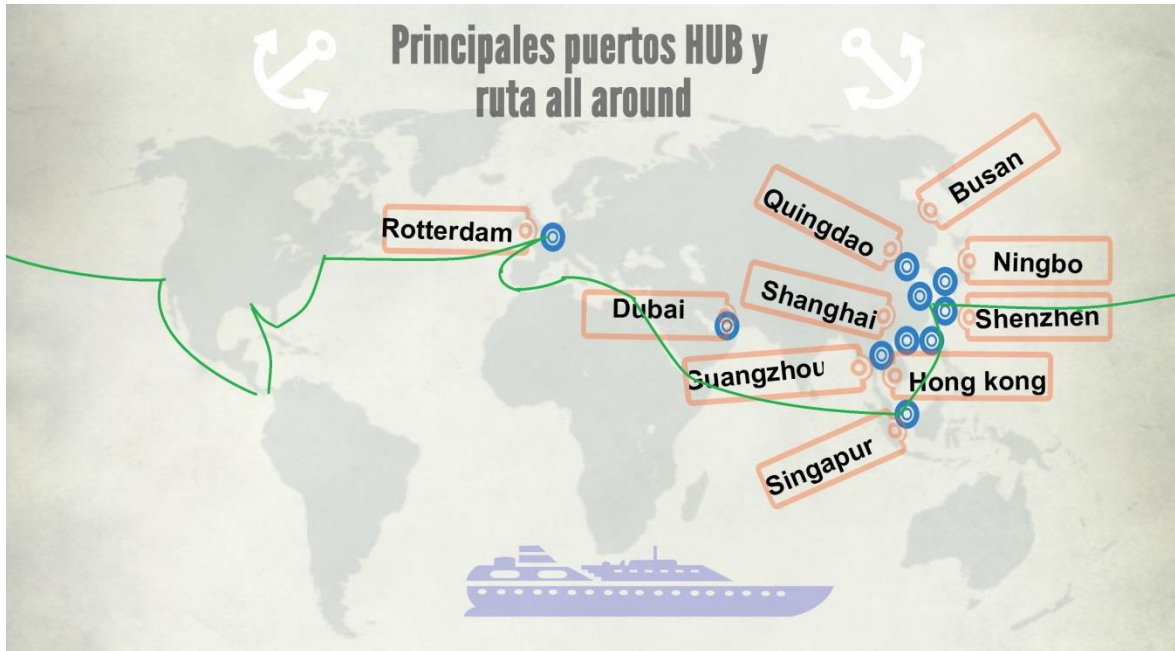 Principales puertos HUB y
ruta all around
Busan
Quingdao
Rotterdam
Ningbo
Shanghai
Dubai
Shenzhen
Guangzhou
Hong kong
Singapur